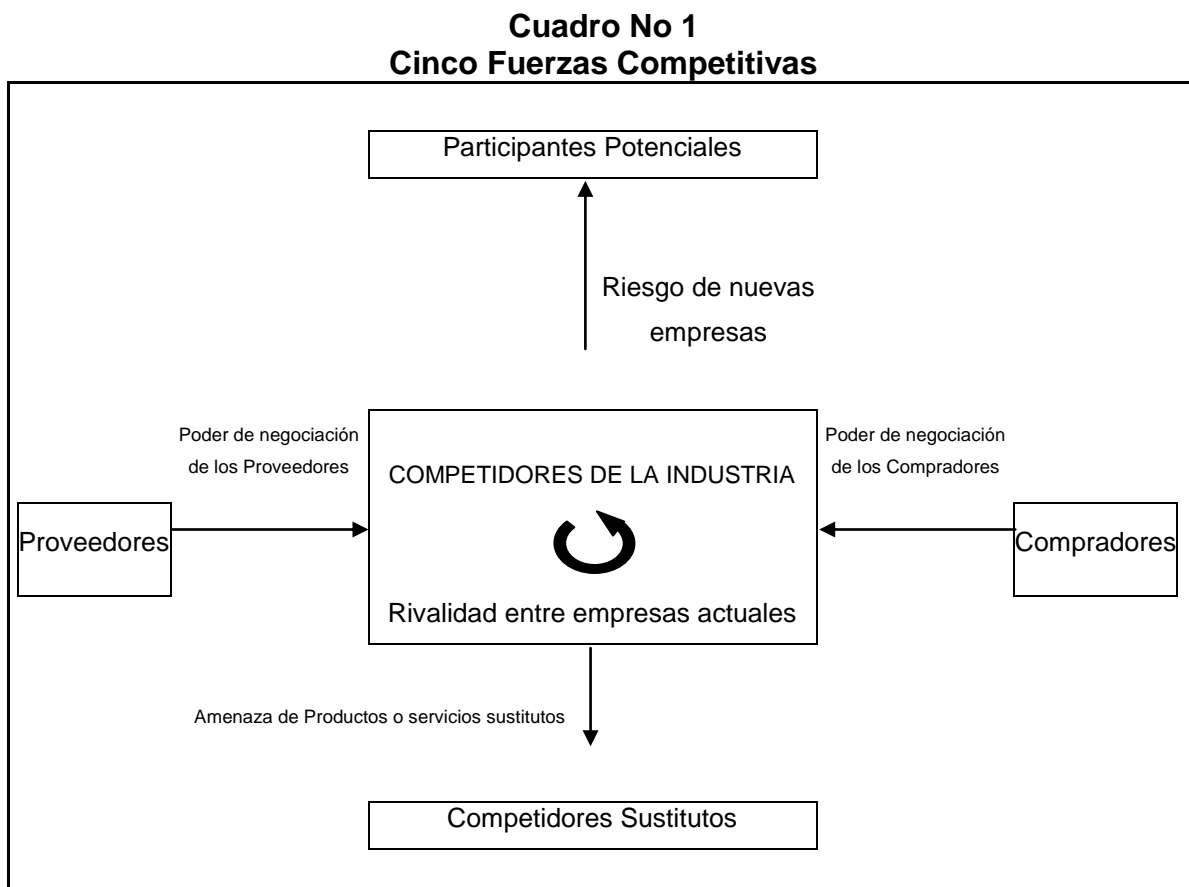 Cuadro No 1
Cinco Fuerzas Competitivas
Participantes Potenciales
Riesgo de nuevas
empresas
Poder de negociación
de los Proveedores
Poder de negociación
de los Compradores
COMPETIDORES DE LA INDUSTRIA
Proveedores
Compradores
Rivalidad entre empresas actuales
Amenaza de Productos o servicios sustitutos
Competidores Sustitutos